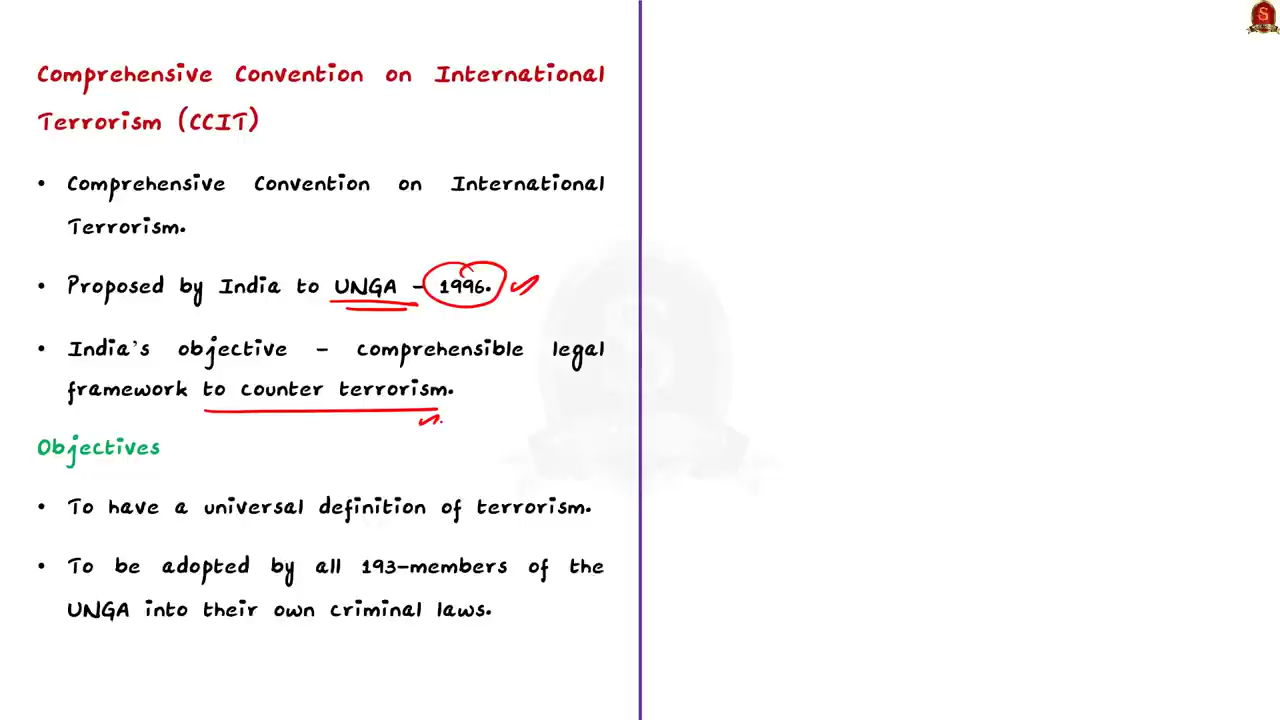 Comprehensive Convention on International
Terrorism (CCIT)
• Comprehensive Convention on International
Terrorism.
• Proposed by India to UNGA – 1996.
• India's objective – comprehensible legal
framework to counter terrorism.
Objectives
• To have a universal definition of terrorism.
• To be adopted by all 193-members of the
UNGA into their own criminal laws.
S